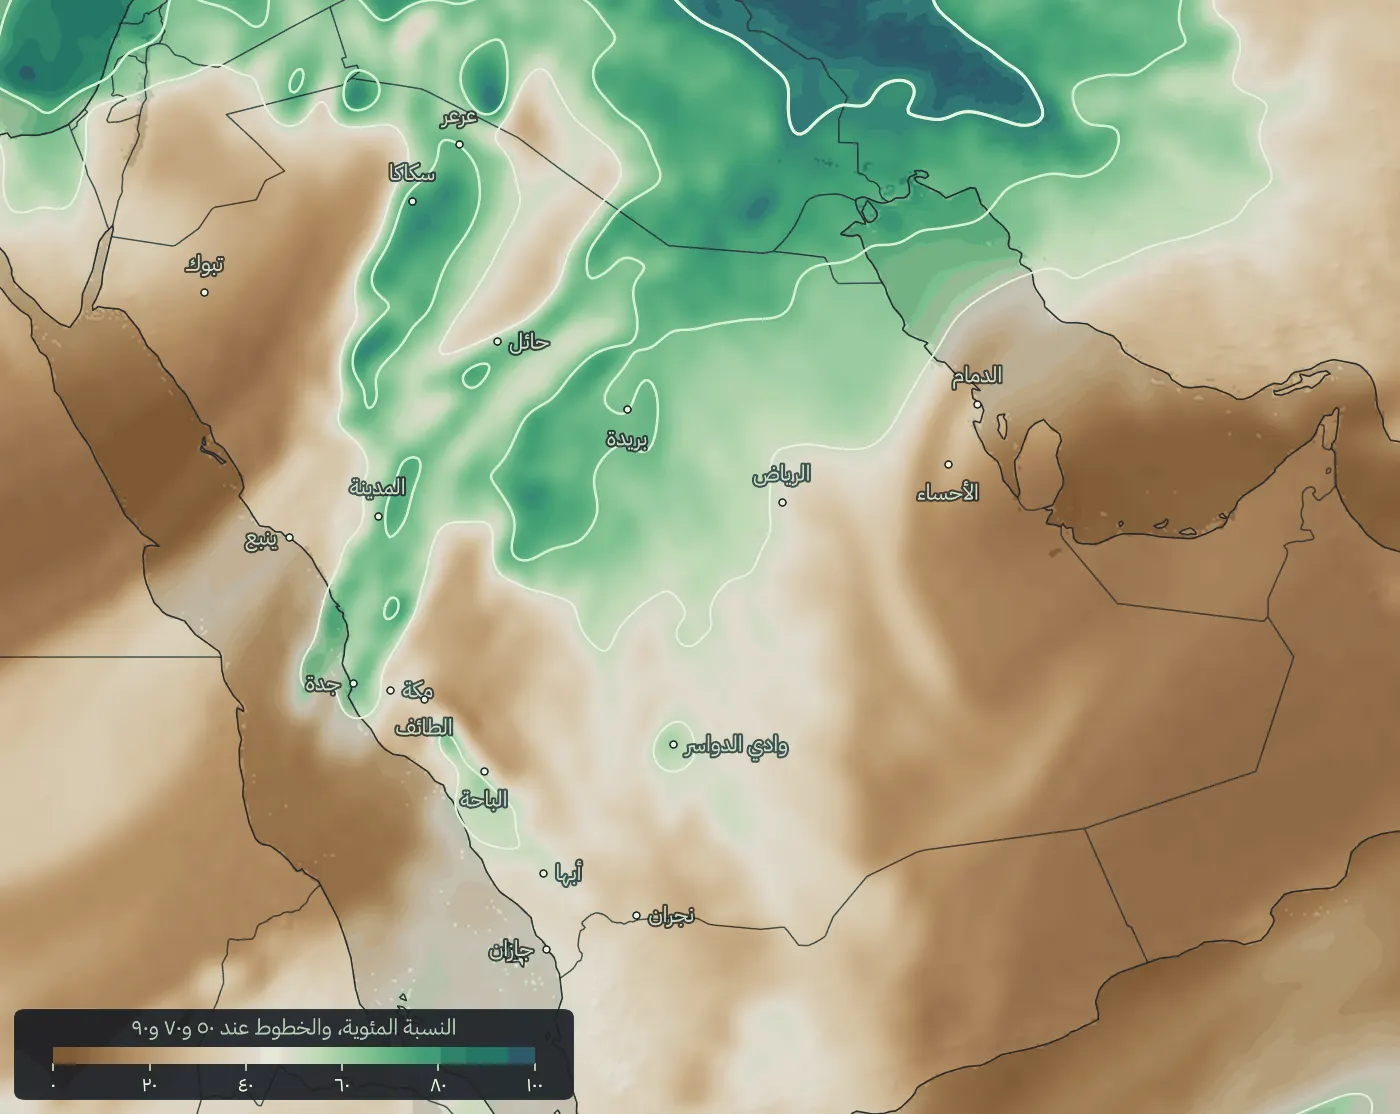 عرعر
سكاكا
تبوك
حائل
الدمام
بريدة
الرياض
المدينة
الأحساء
ينبع
جدة
مكة
الطائف
وادي الدواسر
الباحة
أبها
نجران
جازان
النسبة المئوية، والخطوط عند ٥٠ و٧٠ و٩٠
٠ ٢٠ ٤٠ ٦٠ ٨٠ ١٠٠